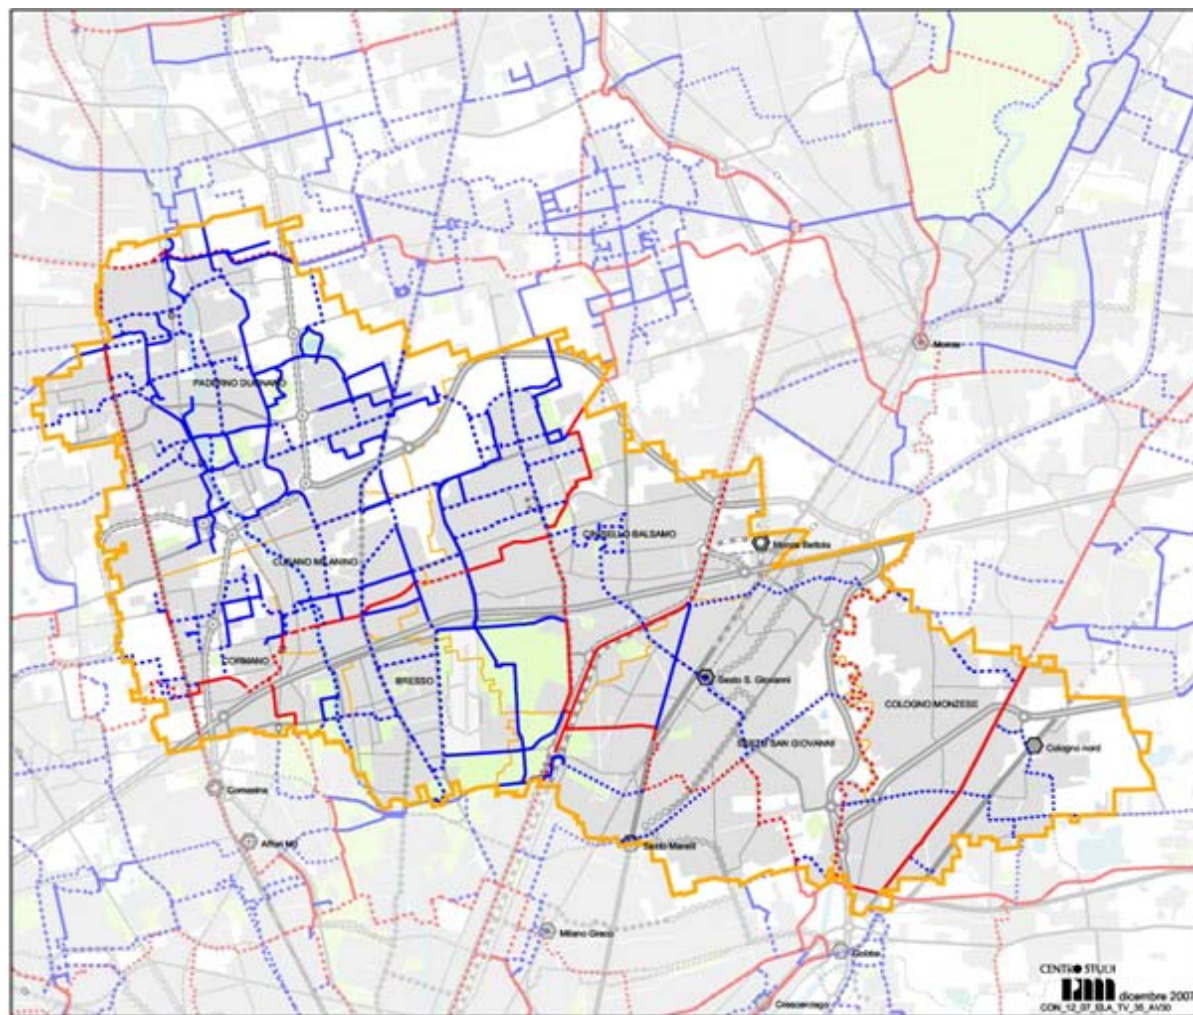 Monza
PADERNO DUGNANO
CINISELLO BALSAMO
Monza Bettola
CUSANO MILANINO
CORMANO
BRESSO
Sesto S. Giovanni
COLOGNO MONZESE
SESTO SAN GIOVANNI
Cologno nord
Comasina
Affori
Sesto Marelli
Milano Greco
Gobba
Crescenzago
CENTRO STUDI
PIM dicembre 2007